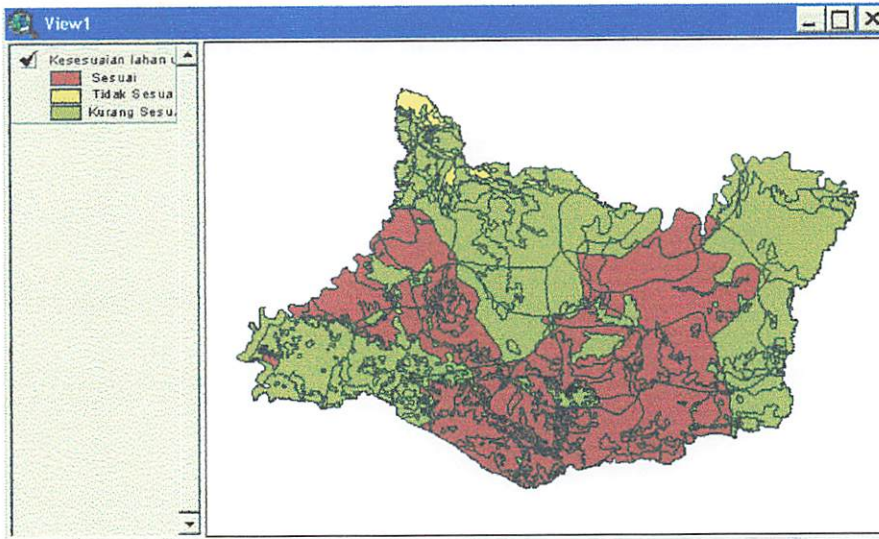 View1
Kesesuaian lahan u
Sesuai
Tidak Sesua
Kurang Sesu.